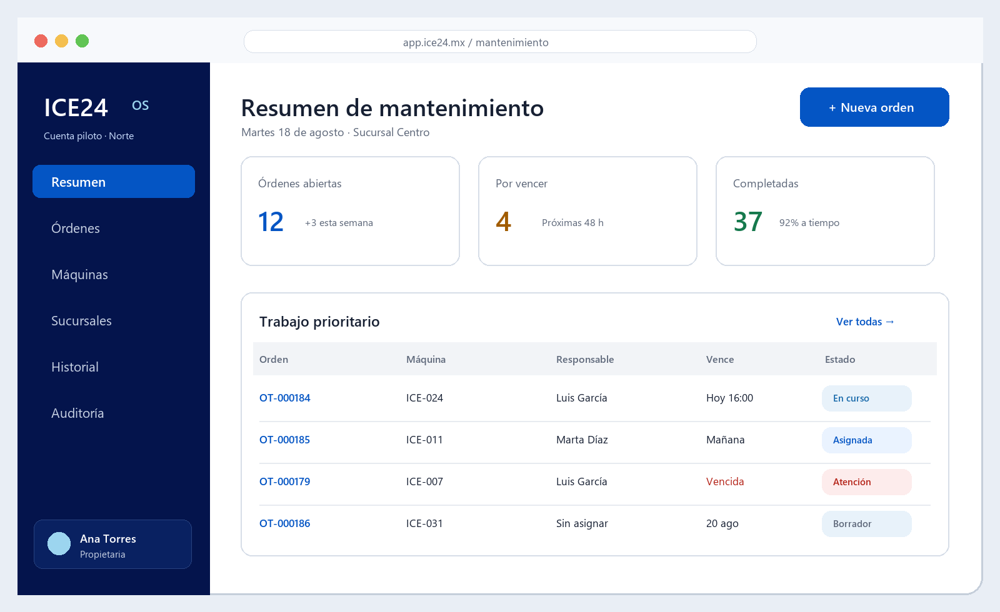 app.ice24.mx / mantenimiento
ICE24 OS
Cuenta piloto · Norte
Resumen
Órdenes
Máquinas
Sucursales
Historial
Auditoría
Ana Torres
Propietaria
Resumen de mantenimiento
Martes 18 de agosto · Sucursal Centro
+ Nueva orden
Órdenes abiertas
12 +3 esta semana
Por vencer
4 Próximas 48 h
Completadas
37 92% a tiempo
Trabajo prioritario
Ver todas →
Orden Máquina Responsable Vence Estado
OT-000184 ICE-024 Luis García Hoy 16:00 En curso
OT-000185 ICE-011 Marta Díaz Mañana Asignada
OT-000179 ICE-007 Luis García Vencida Atención
OT-000186 ICE-031 Sin asignar 20 ago Borrador